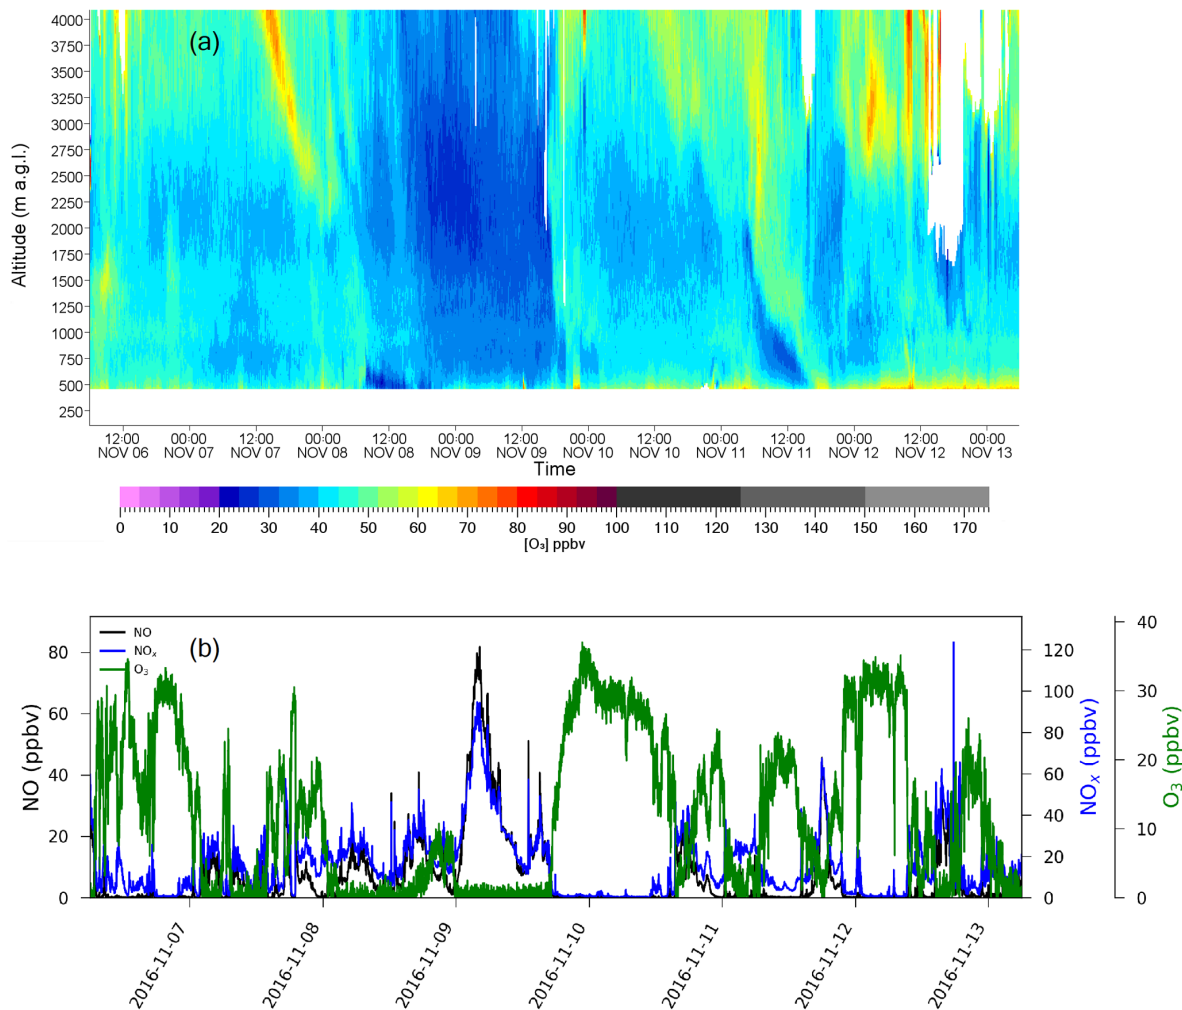 (a)
Altitude (m a.g.l.)
4000
3750
3500
3250
3000
2750
2500
2250
2000
1750
1500
1250
1000
750
500
250
12:00 00:00 12:00 00:00 12:00 00:00 12:00 00:00 12:00 00:00 12:00 00:00 12:00 00:00
NOV 06 NOV 07 NOV 07 NOV 08 NOV 08 NOV 09 NOV 09 NOV 10 NOV 10 NOV 11 NOV 11 NOV 12 NOV 12 NOV 13
Time
0 10 20 30 40 50 60 70 80 90 100 110 120 130 140 150 160 170
[O₃] ppbv
(b)
NO
NOₓ
O₃
NO (ppbv)
80
60
40
20
0
120
100
80
60
40
20
0
NOₓ (ppbv)
40
30
20
10
0
O₃ (ppbv)
2016-11-07 2016-11-08 2016-11-09 2016-11-10 2016-11-11 2016-11-12 2016-11-13